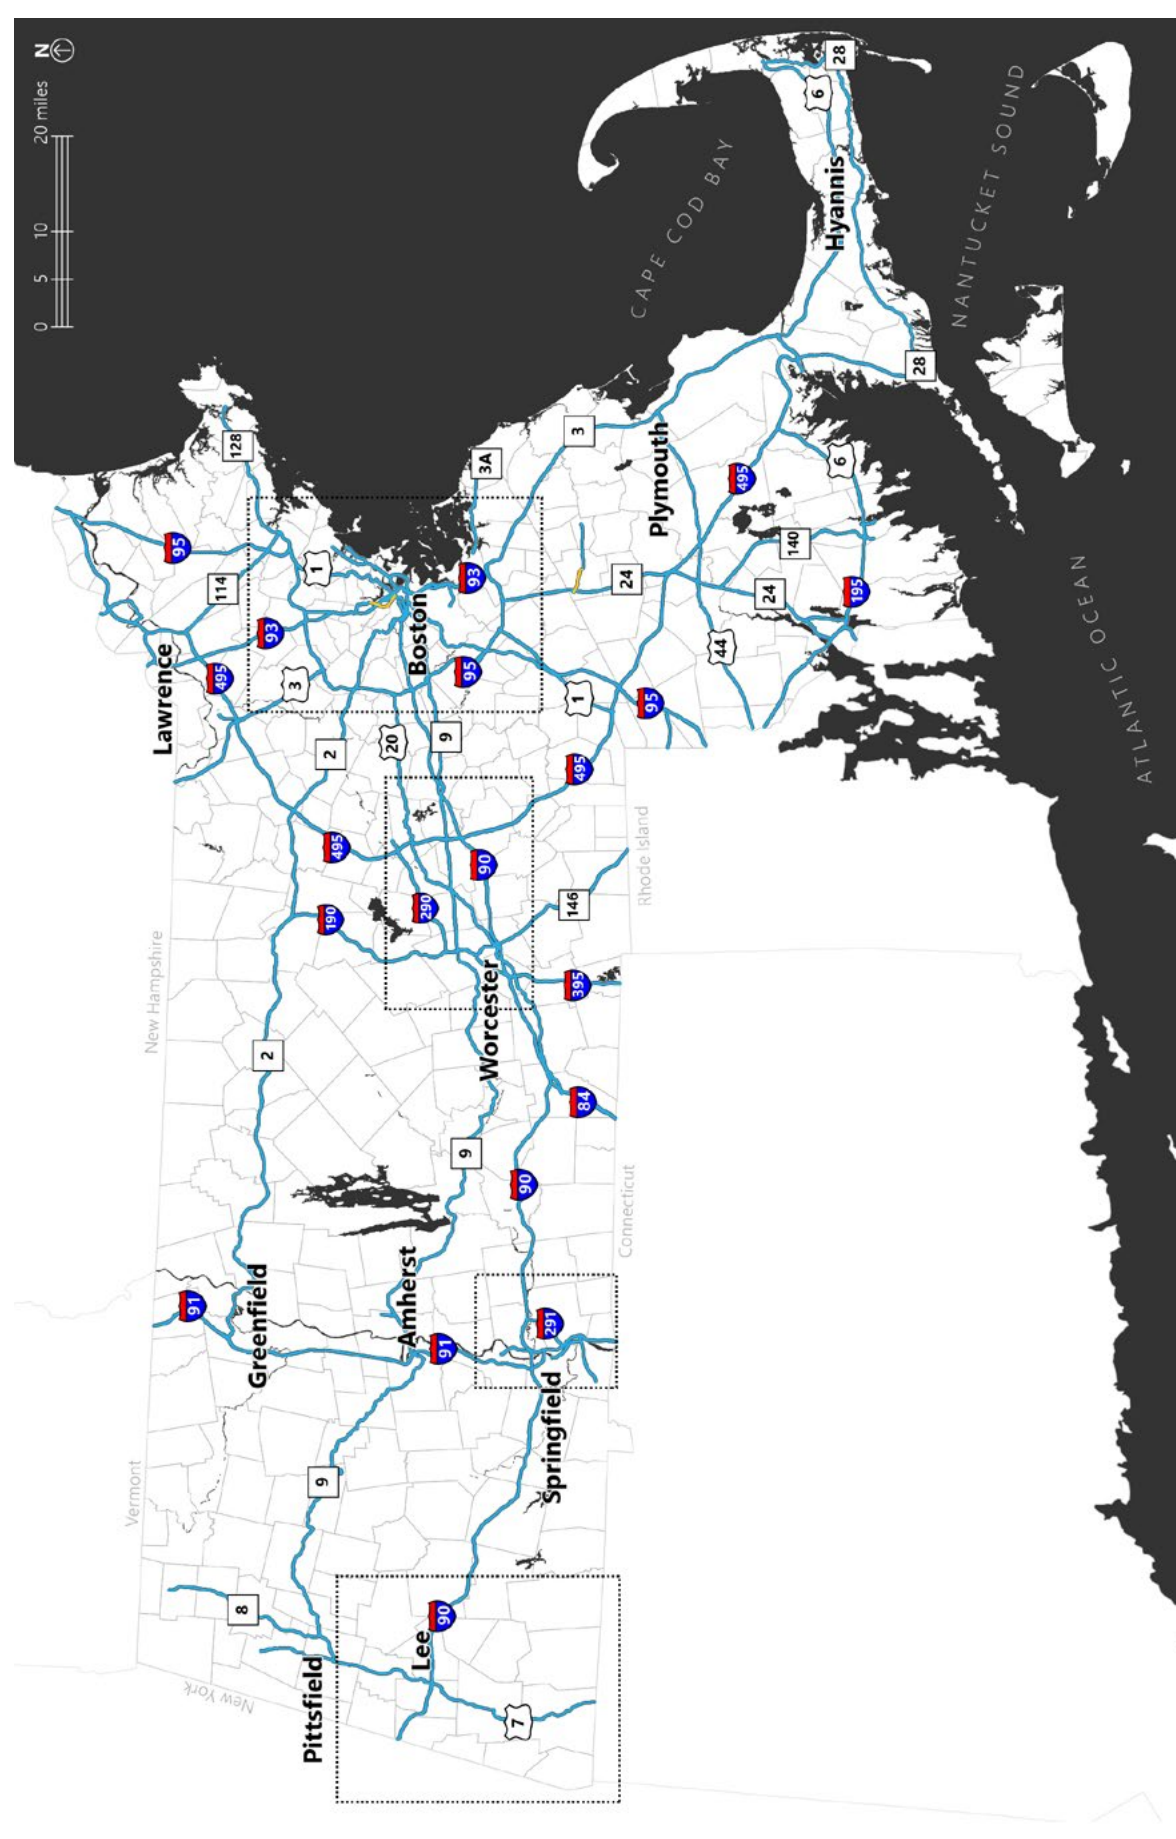 N
0 5 10 20 miles
128
95
114
1
Lawrence
93
495
3
3A
93
Boston
95
2
20
9
3
Plymouth
495
6
140
24
24
195
44
1
95
495
CAPE COD BAY
Hyannis
6
28
28
NANTUCKET SOUND
ATLANTIC OCEAN
New Hampshire
495
190
290
90
146
Rhode Island
395
Worcester
2
9
84
90
Connecticut
91
Greenfield
Amherst
91
291
Springfield
Vermont
9
8
New York
Pittsfield
Lee
90
7